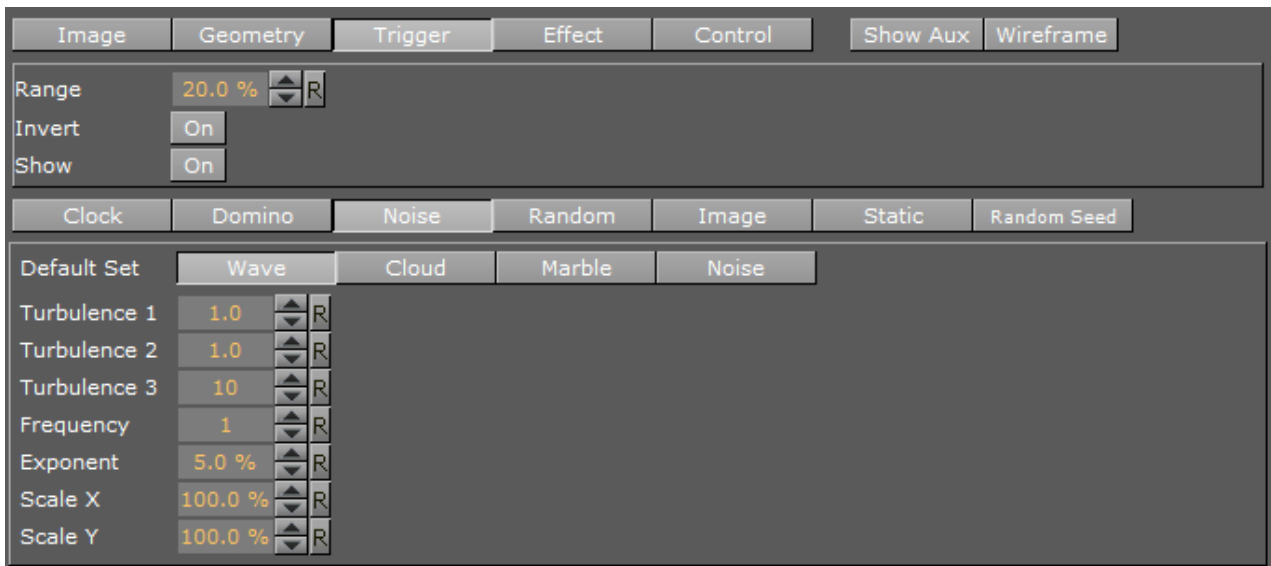 Image Geometry Trigger Effect Control Show Aux Wireframe
Range 20.0 % R
Invert On
Show On
Clock Domino Noise Random Image Static Random Seed
Default Set Wave Cloud Marble Noise
Turbulence 1 1.0 R
Turbulence 2 1.0 R
Turbulence 3 10 R
Frequency 1 R
Exponent 5.0 % R
Scale X 100.0 % R
Scale Y 100.0 % R